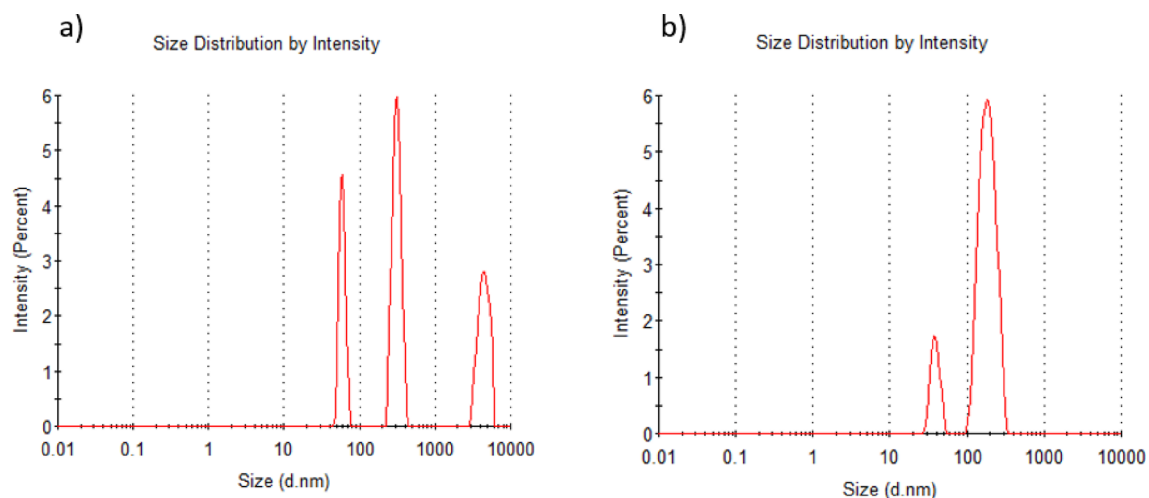 a)
Size Distribution by Intensity
6
5
4
3
2
1
0
Intensity (Percent)
0.01 0.1 1 10 100 1000 10000
Size (d.nm)
b)
Size Distribution by Intensity
6
5
4
3
2
1
0
Intensity (Percent)
0.01 0.1 1 10 100 1000 10000
Size (d.nm)